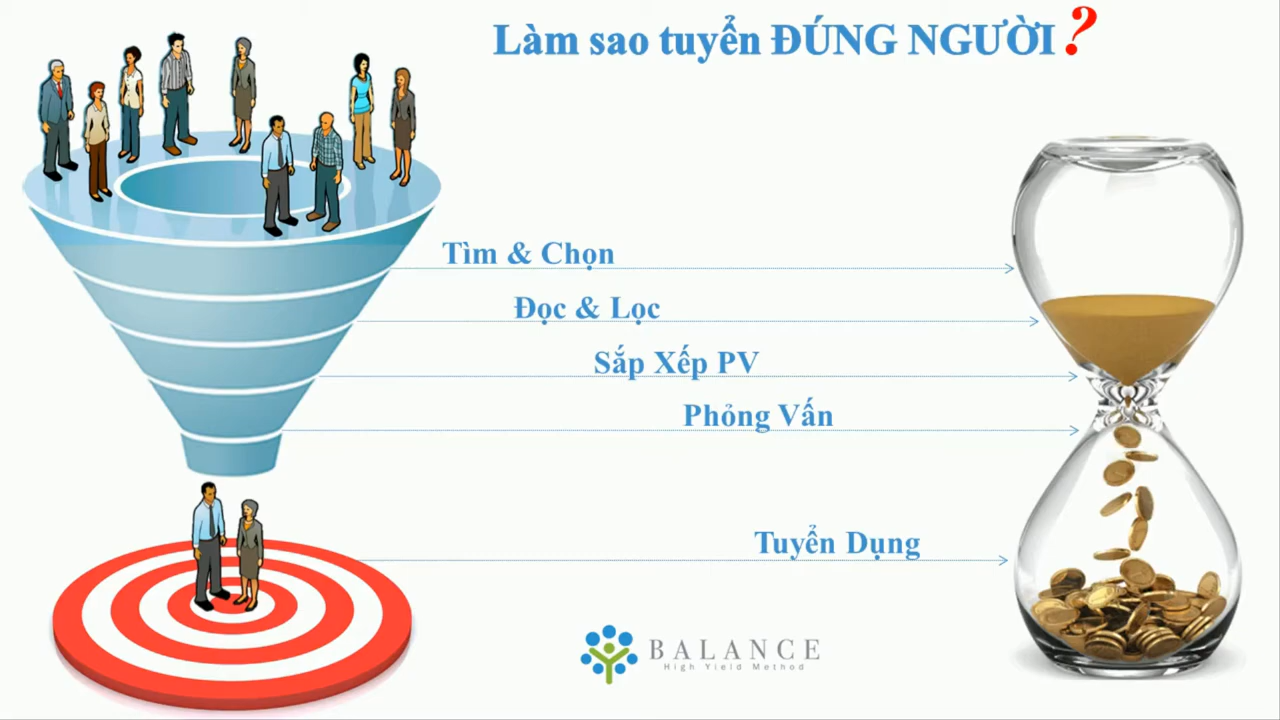 Làm sao tuyển ĐÚNG NGƯỜI?
Tìm & Chọn
Đọc & Lọc
Sắp Xếp PV
Phỏng Vấn
Tuyển Dụng
BALANCE
High Yield Method